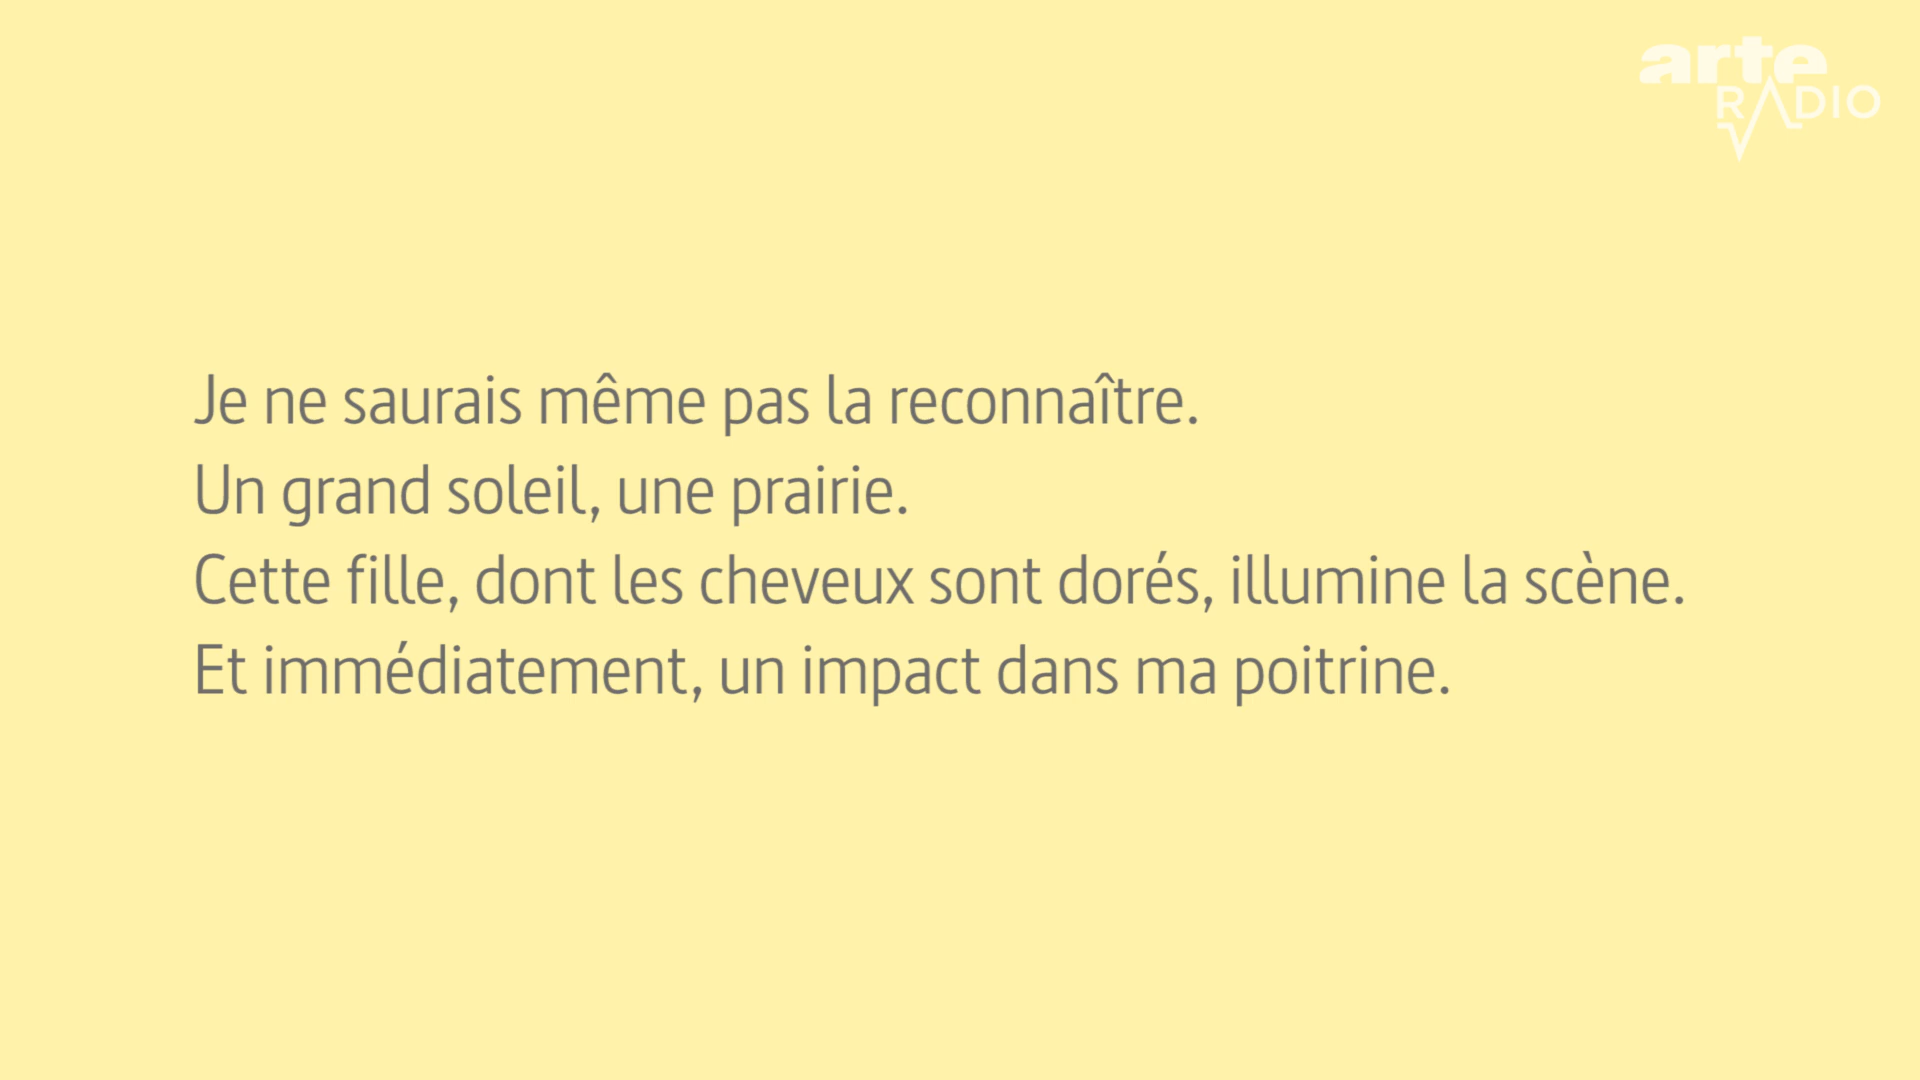 arte
RADIO
Je ne saurais même pas la reconnaître.
Un grand soleil, une prairie.
Cette fille, dont les cheveux sont dorés, illumine la scène.
Et immédiatement, un impact dans ma poitrine.